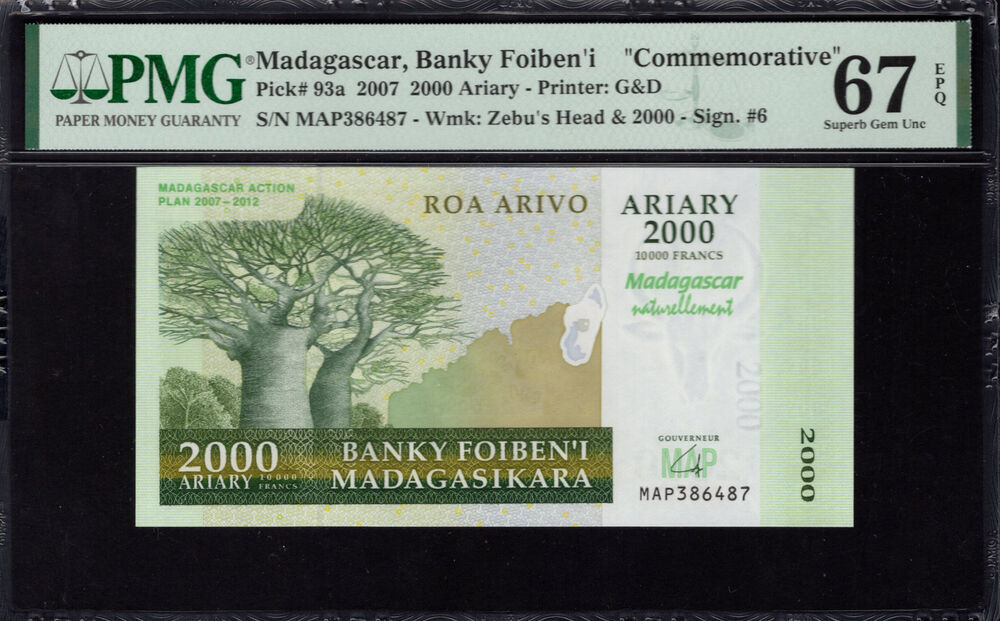 PMG®
PAPER MONEY GUARANTY
Madagascar, Banky Foiben'i "Commemorative"
Pick# 93a 2007 2000 Ariary - Printer: G&D
S/N MAP386487 - Wmk: Zebu's Head & 2000 - Sign. #6
67
Superb Gem Unc
EPQ
MADAGASCAR ACTION
PLAN 2007-2012
ROA ARIVO
ARIARY
2000
10000 FRANCS
Madagascar
naturellement
2000
2000
ARIARY
10000
FRANCS
BANKY FOIBEN'I
MADAGASIKARA
GOUVERNEUR
MAP
MAP386487
2000